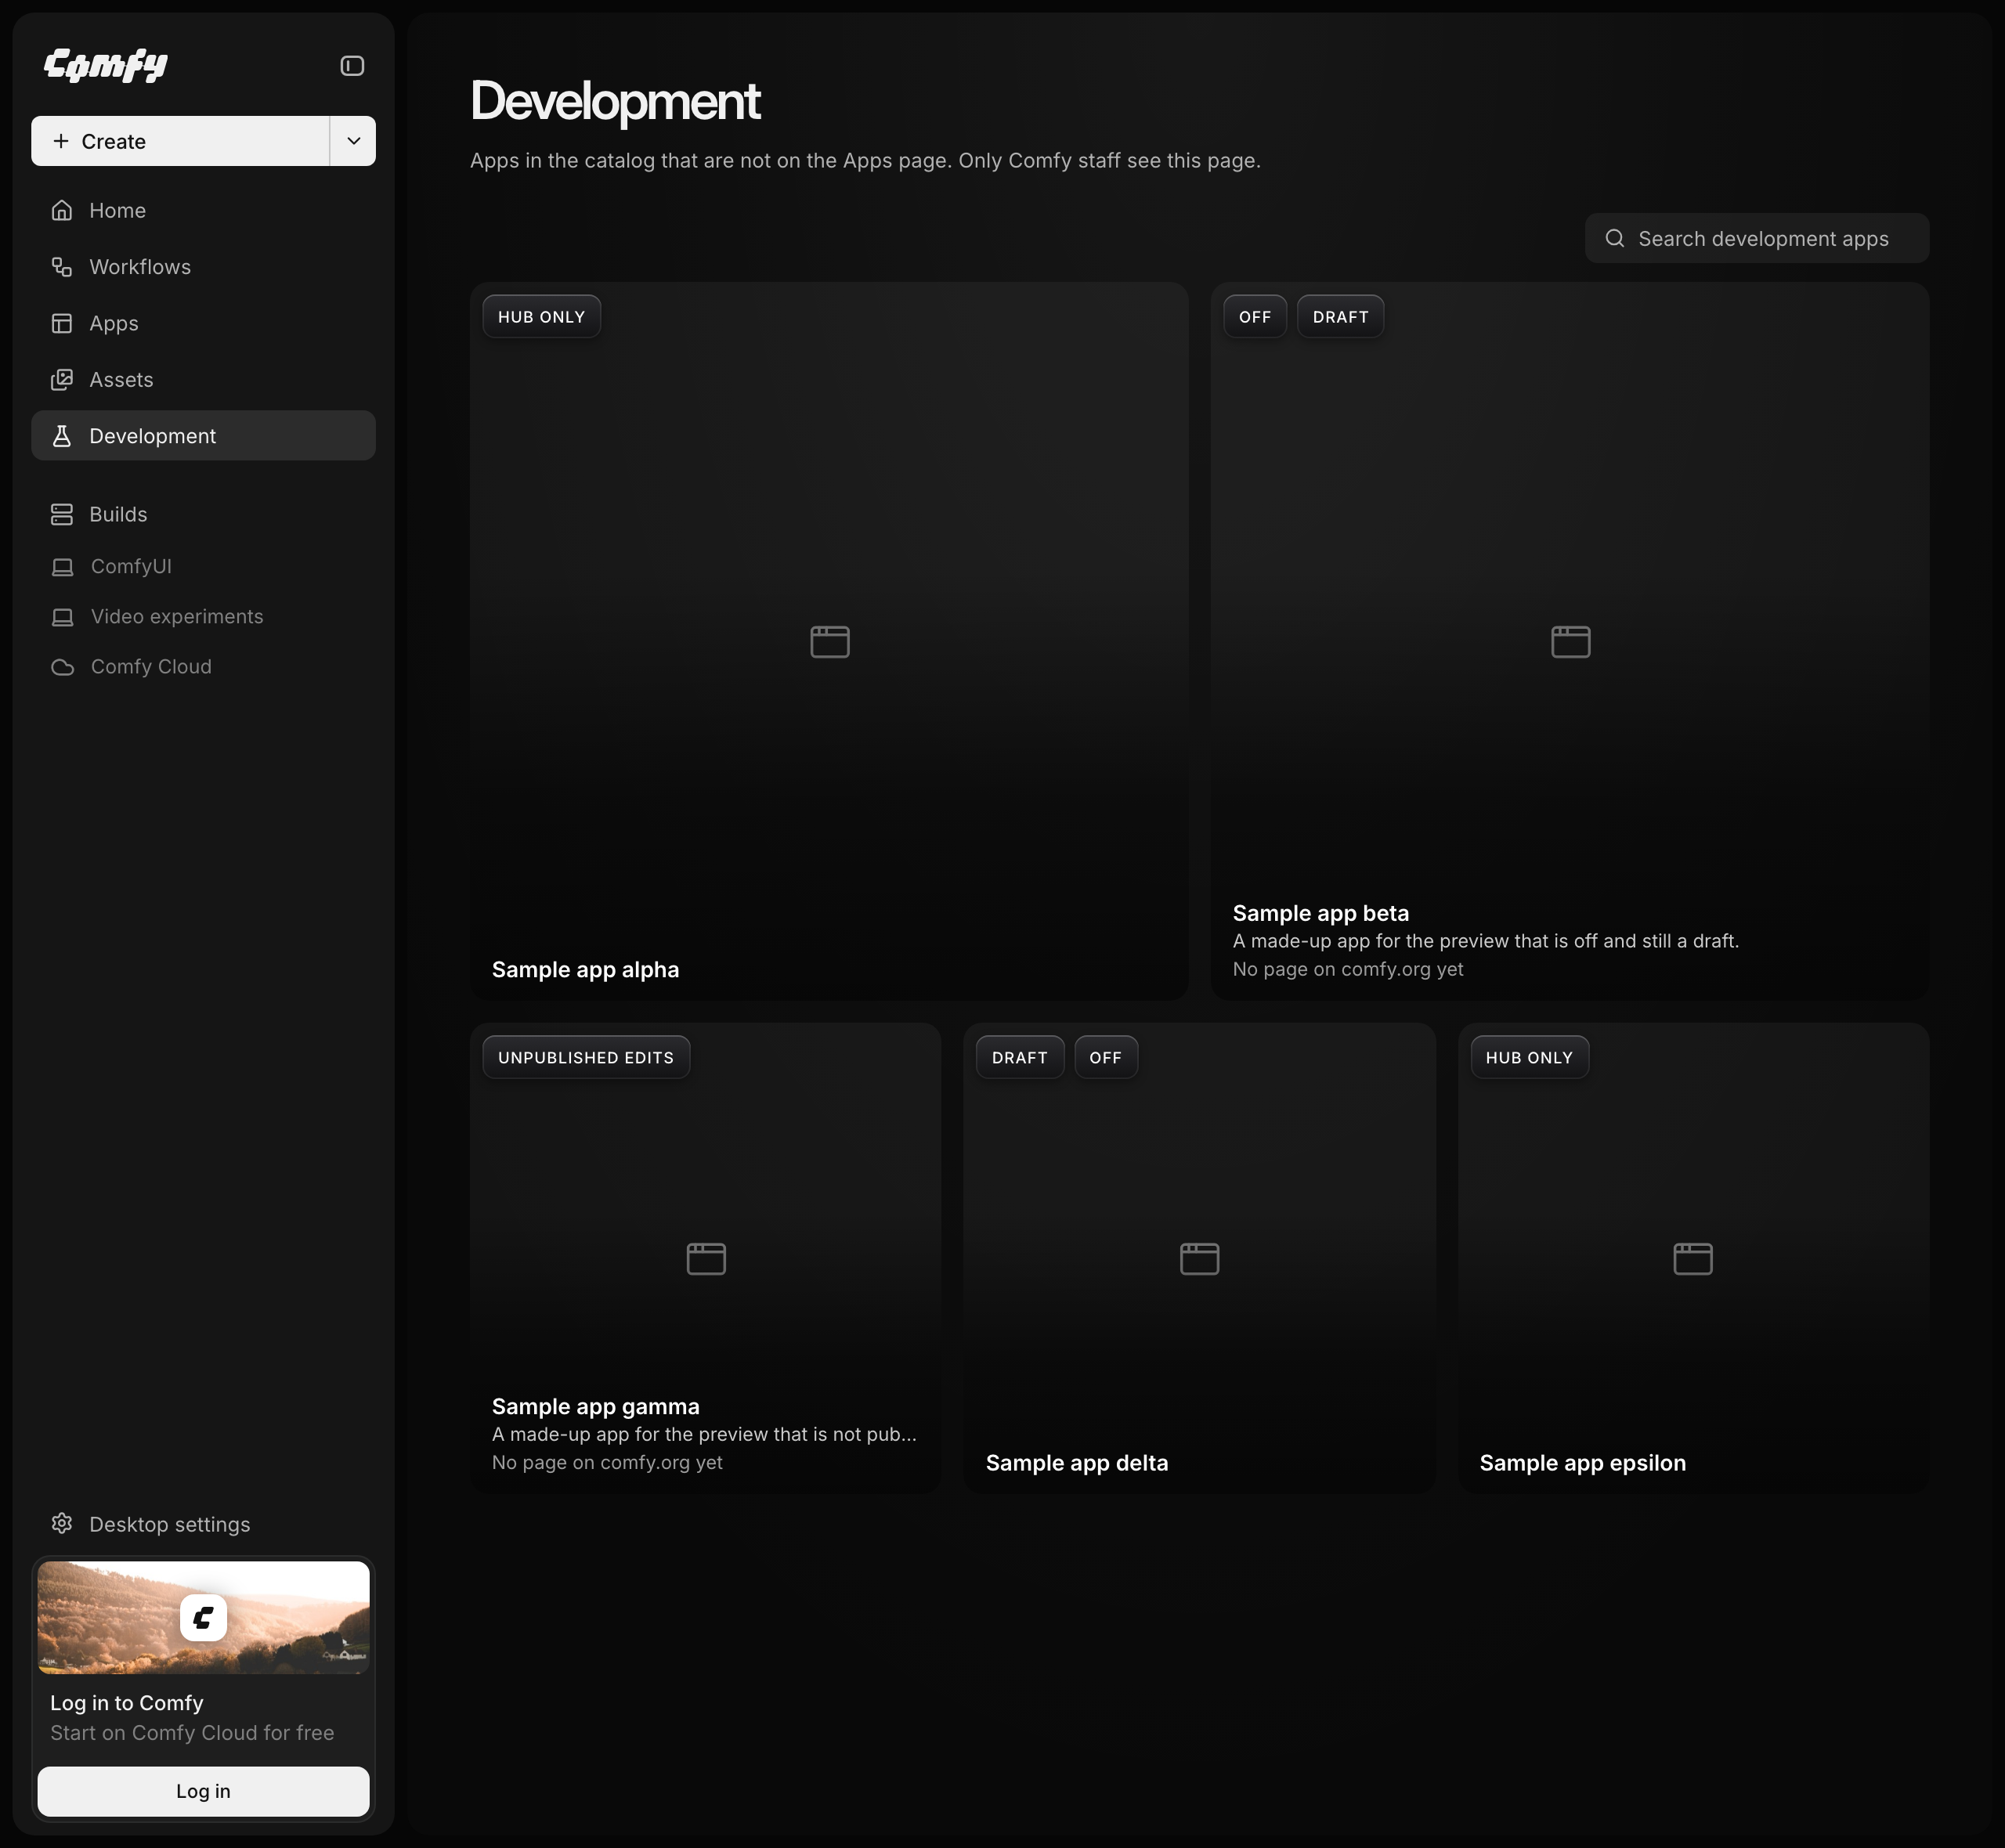 Comfy
Create
Home
Workflows
Apps
Assets
Development
Builds
ComfyUI
Video experiments
Comfy Cloud
Desktop settings
Log in to Comfy
Start on Comfy Cloud for free
Log in
Development
Apps in the catalog that are not on the Apps page. Only Comfy staff see this page.
Search development apps
HUB ONLY
Sample app alpha
OFF DRAFT
Sample app beta
A made-up app for the preview that is off and still a draft.
No page on comfy.org yet
UNPUBLISHED EDITS
Sample app gamma
A made-up app for the preview that is not pub...
No page on comfy.org yet
DRAFT OFF
Sample app delta
HUB ONLY
Sample app epsilon